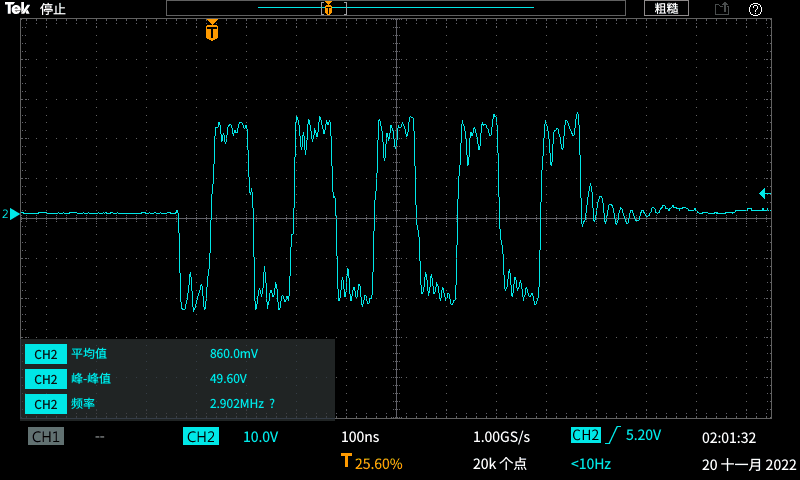 Tek 停止 T 粗糙 ?
T
2
CH2 平均值 860.0mV
CH2 峰-峰值 49.60V
CH2 频率 2.902MHz ?
CH1 -- CH2 10.0V 100ns 1.00GS/s CH2 5.20V 02:01:32
T 25.60% 20k 个点 <10Hz 20 十一月 2022